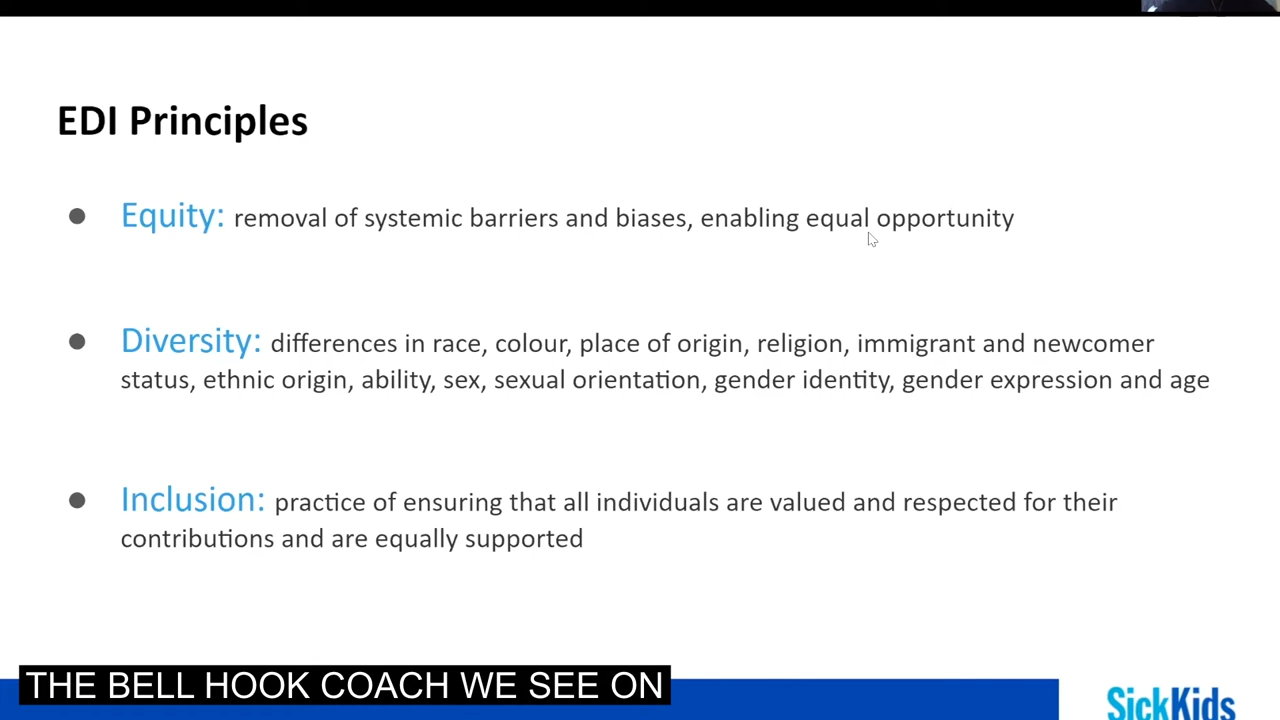 EDI Principles
● Equity: removal of systemic barriers and biases, enabling equal opportunity
● Diversity: differences in race, colour, place of origin, religion, immigrant and newcomer
status, ethnic origin, ability, sex, sexual orientation, gender identity, gender expression and age
● Inclusion: practice of ensuring that all individuals are valued and respected for their
contributions and are equally supported
THE BELL HOOK COACH WE SEE ON
SickKids